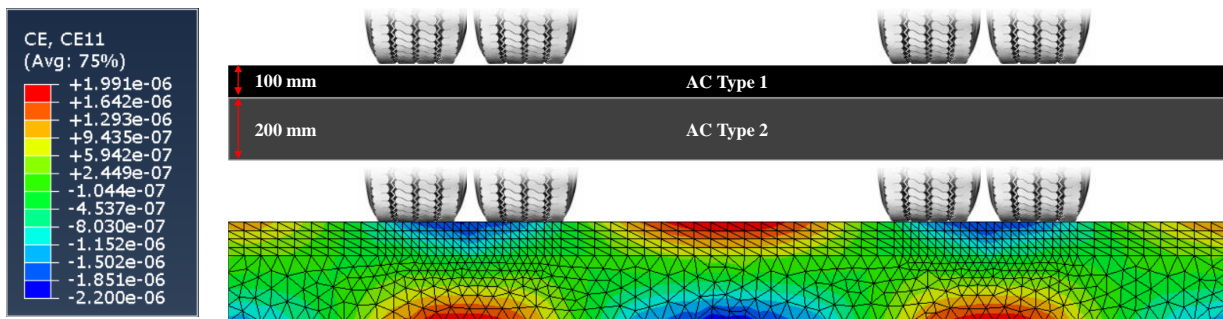 CE, CE11
(Avg: 75%)
+1.991e-06
+1.642e-06
+1.293e-06
+9.435e-07
+5.942e-07
+2.449e-07
-1.044e-07
-4.537e-07
-8.030e-07
-1.152e-06
-1.502e-06
-1.851e-06
-2.200e-06
100 mm
AC Type 1
200 mm
AC Type 2